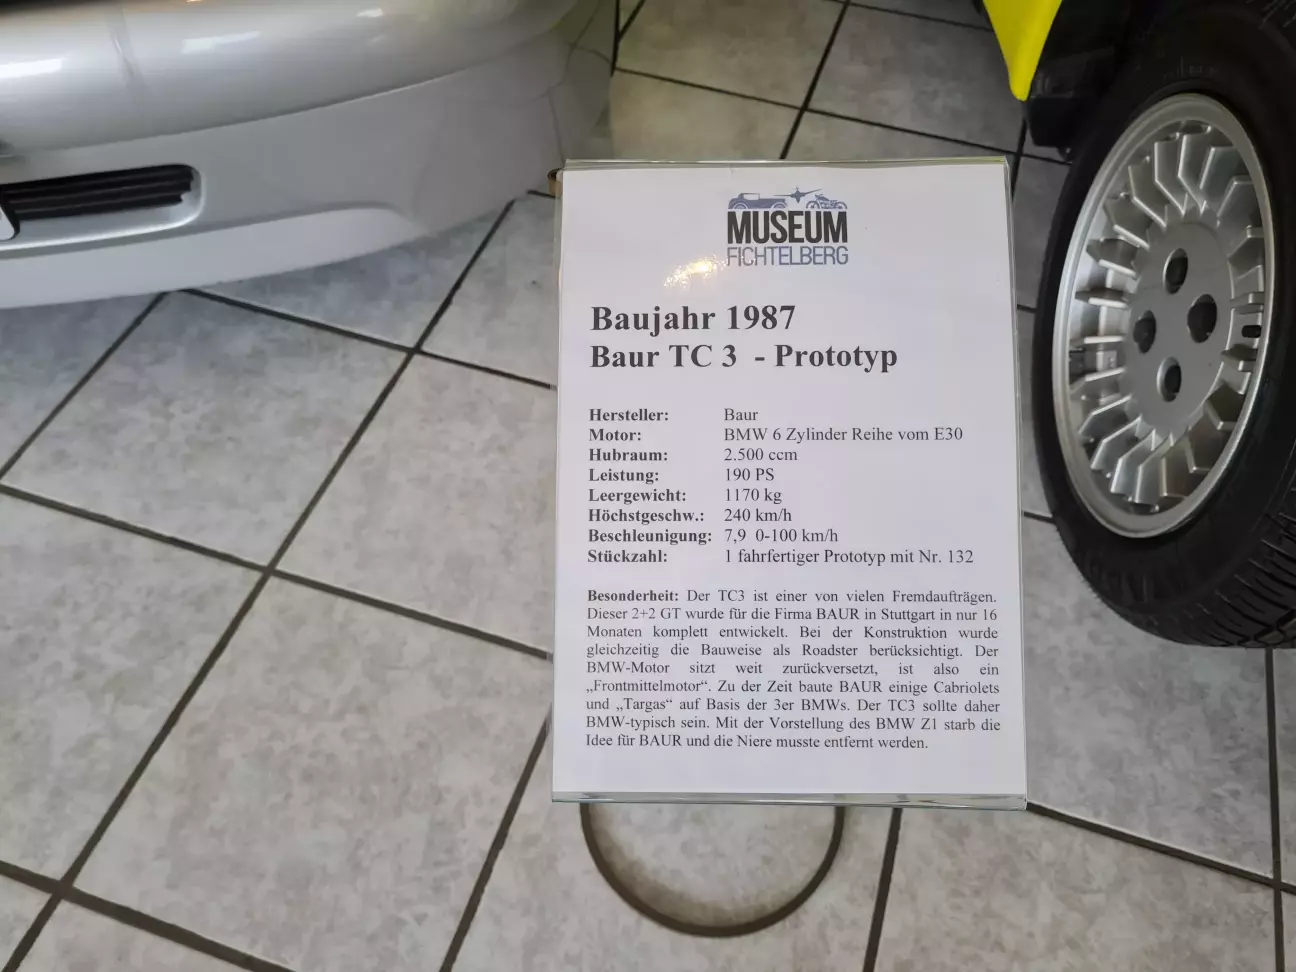 MUSEUM
FICHTELBERG
Baujahr 1987
Baur TC 3 - Prototyp
Hersteller: Baur
Motor: BMW 6 Zylinder Reihe vom E30
Hubraum: 2.500 ccm
Leistung: 190 PS
Leergewicht: 1170 kg
Höchstgeschw.: 240 km/h
Beschleunigung: 7,9 0-100 km/h
Stückzahl: 1 fahrfertiger Prototyp mit Nr. 132
Besonderheit: Der TC3 ist einer von vielen Fremdaufträgen.
Dieser 2+2 GT wurde für die Firma BAUR in Stuttgart in nur 16
Monaten komplett entwickelt. Bei der Konstruktion wurde
gleichzeitig die Bauweise als Roadster berücksichtigt. Der
BMW-Motor sitzt weit zurückversetzt, ist also ein
„Frontmittelmotor“. Zu der Zeit baute BAUR einige Cabriolets
und „Targas“ auf Basis der 3er BMWs. Der TC3 sollte daher
BMW-typisch sein. Mit der Vorstellung des BMW Z1 starb die
Idee für BAUR und die Niere musste entfernt werden.